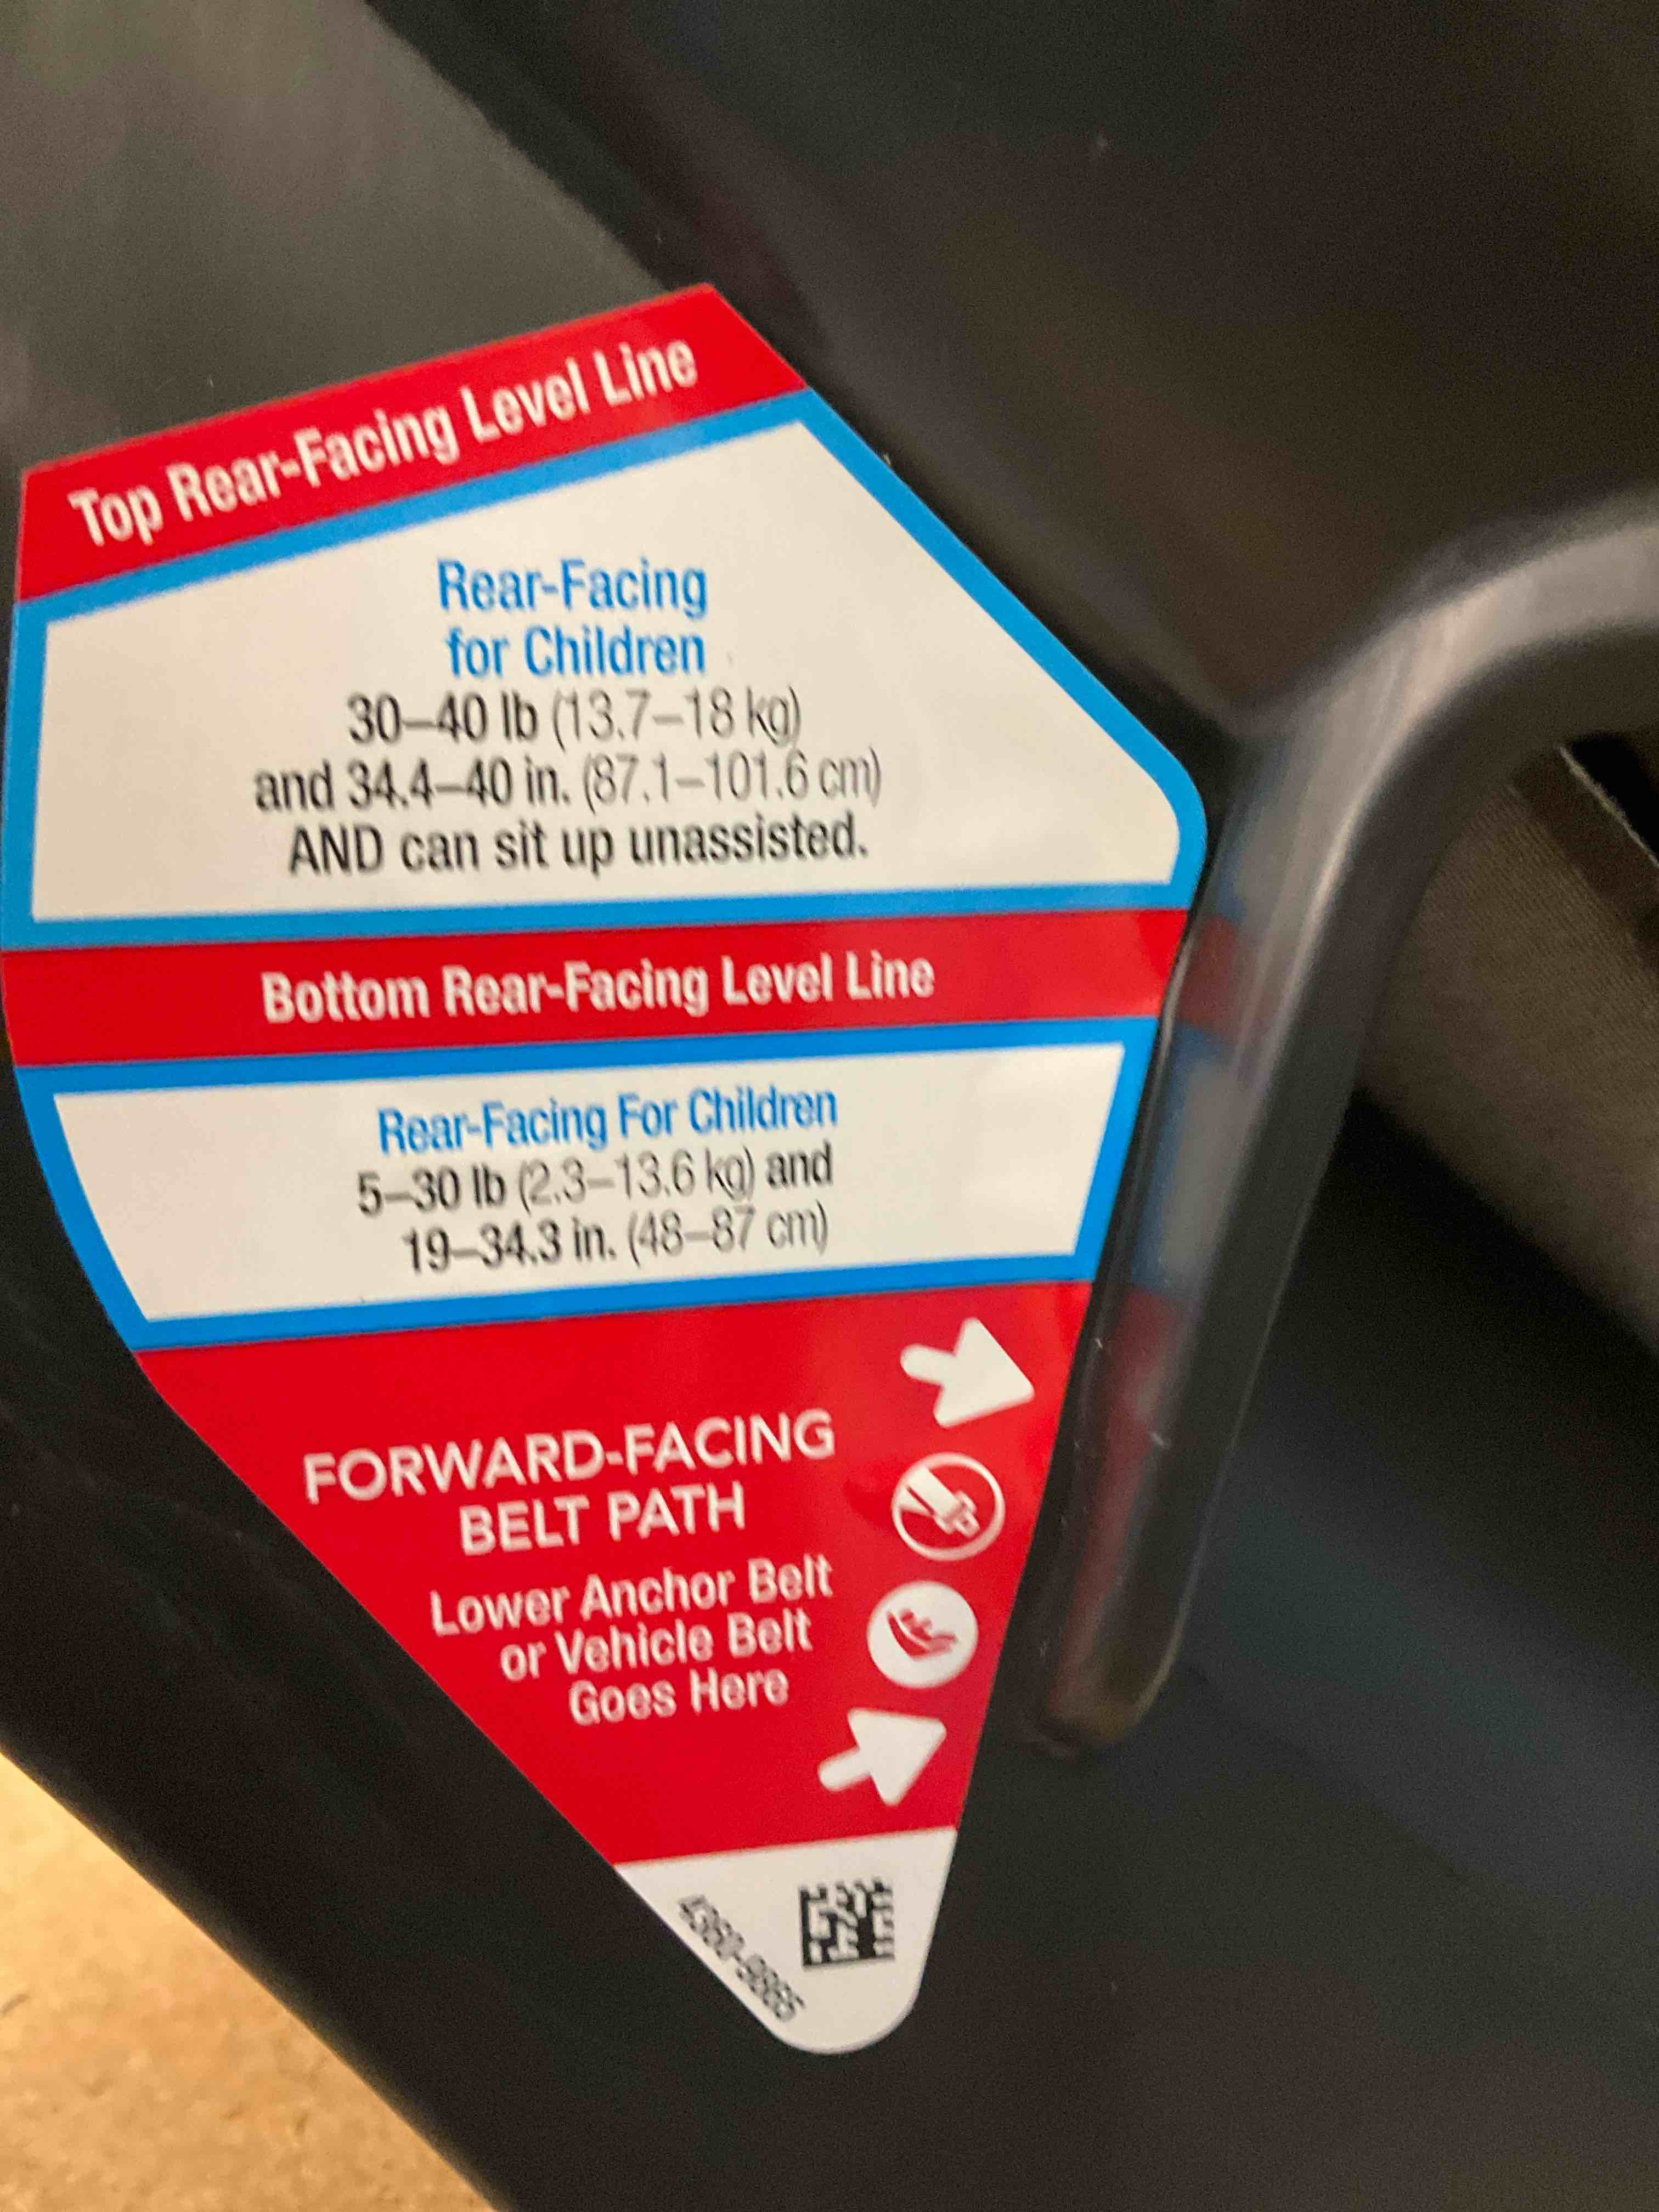 Top Rear-Facing Level Line
Rear-Facing
for Children
30–40 lb (13.7–18 kg)
and 34.4–40 in. (87.1–101.6 cm)
AND can sit up unassisted.
Bottom Rear-Facing Level Line
Rear-Facing For Children
5–30 lb (2.3–13.6 kg) and
19–34.3 in. (48–87 cm)
FORWARD-FACING
BELT PATH
Lower Anchor Belt
or Vehicle Belt
Goes Here
4360-9865